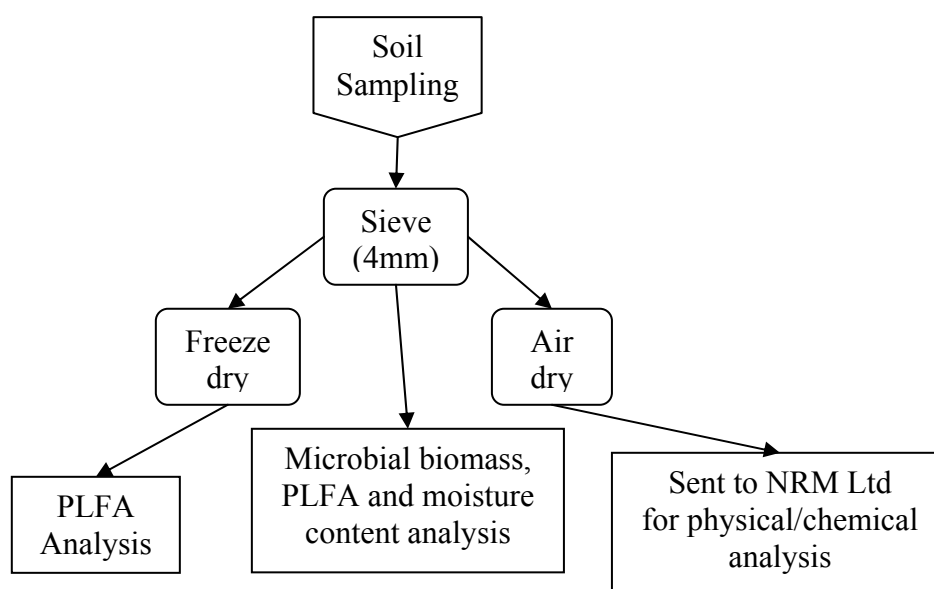 Soil
Sampling
Sieve
(4mm)
Freeze
dry
Air
dry
PLFA
Analysis
Microbial biomass,
PLFA and moisture
content analysis
Sent to NRM Ltd
for physical/chemical
analysis